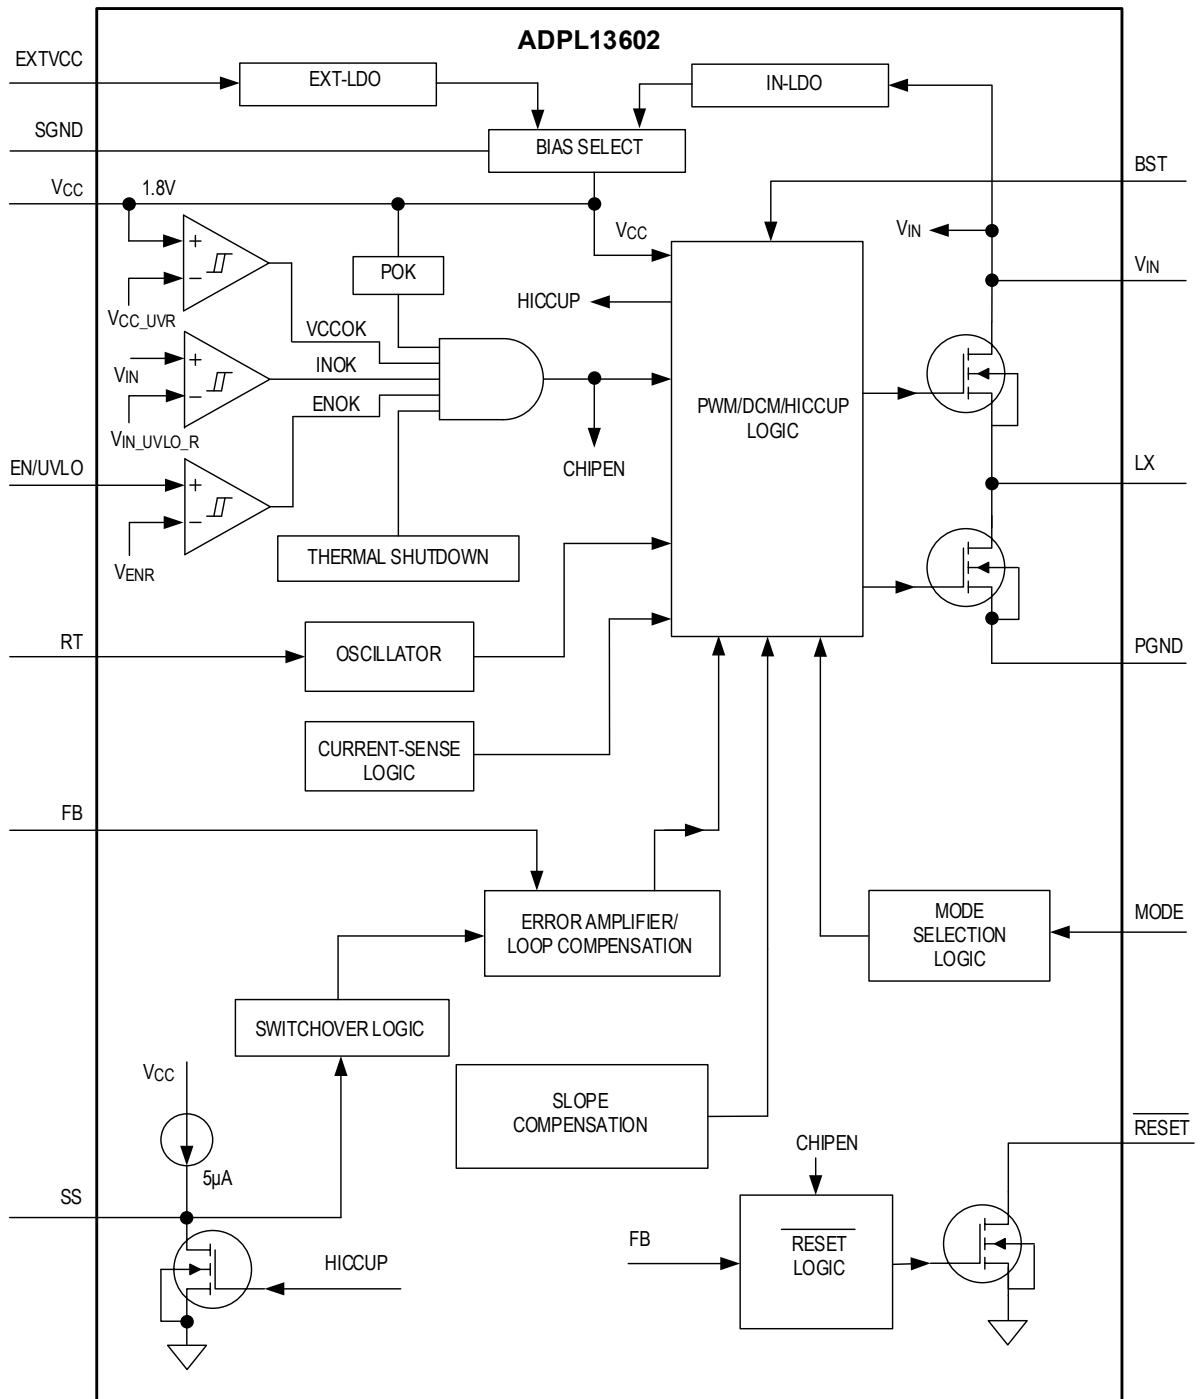 ADPL13602
EXTVCC
EXT-LDO
IN-LDO
SGND
BIAS SELECT
BST
VCC
1.8V
VCC
VIN
VIN
POK
HICCUP
VCC_UVR
VCCOK
VIN
INOK
PWM/DCM/HICCUP
LOGIC
ENOK
VIN_UVLO_R
EN/UVLO
CHIPEN
LX
THERMAL SHUTDOWN
VENR
RT
OSCILLATOR
PGND
CURRENT-SENSE
LOGIC
FB
ERROR AMPLIFIER/
LOOP COMPENSATION
MODE
SELECTION
LOGIC
MODE
SWITCHOVER LOGIC
VCC
SLOPE
COMPENSATION
RESET
CHIPEN
5µA
SS
FB
RESET
LOGIC
HICCUP